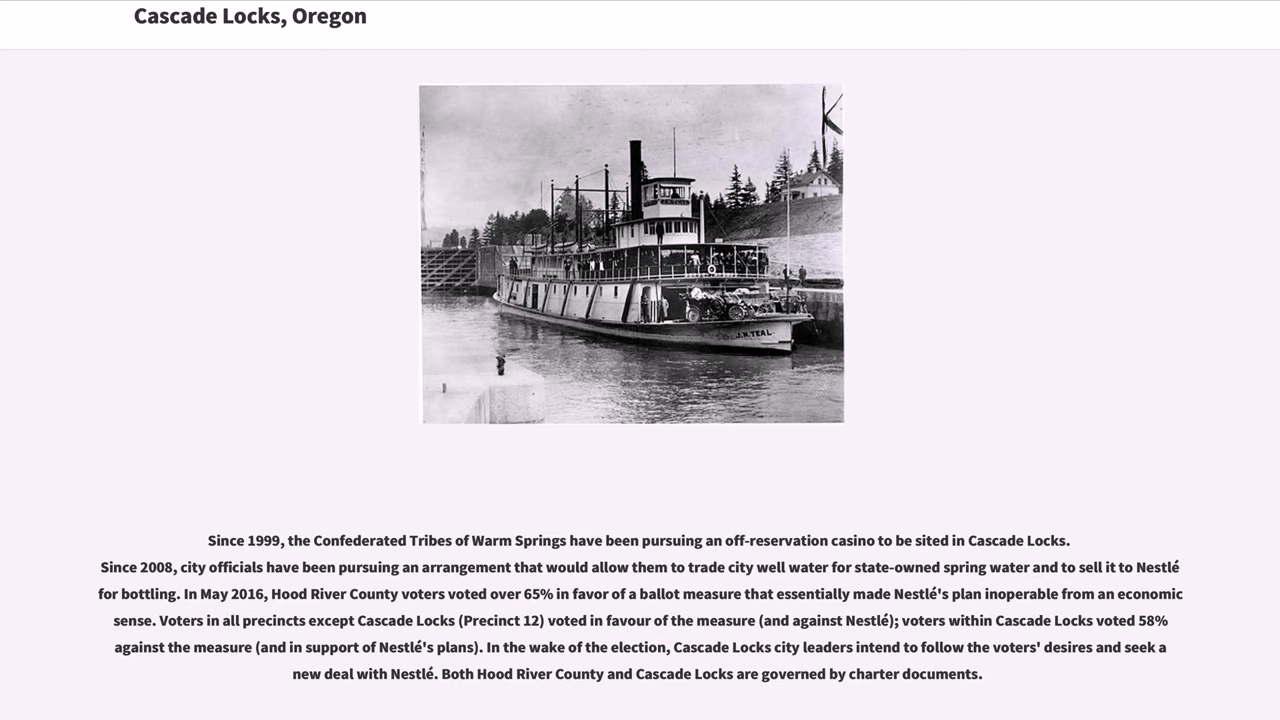 Cascade Locks, Oregon
J.N. TEAL
Since 1999, the Confederated Tribes of Warm Springs have been pursuing an off-reservation casino to be sited in Cascade Locks.
Since 2008, city officials have been pursuing an arrangement that would allow them to trade city well water for state-owned spring water and to sell it to Nestlé
for bottling. In May 2016, Hood River County voters voted over 65% in favor of a ballot measure that essentially made Nestlé's plan inoperable from an economic
sense. Voters in all precincts except Cascade Locks (Precinct 12) voted in favour of the measure (and against Nestlé); voters within Cascade Locks voted 58%
against the measure (and in support of Nestlé's plans). In the wake of the election, Cascade Locks city leaders intend to follow the voters' desires and seek a
new deal with Nestlé. Both Hood River County and Cascade Locks are governed by charter documents.